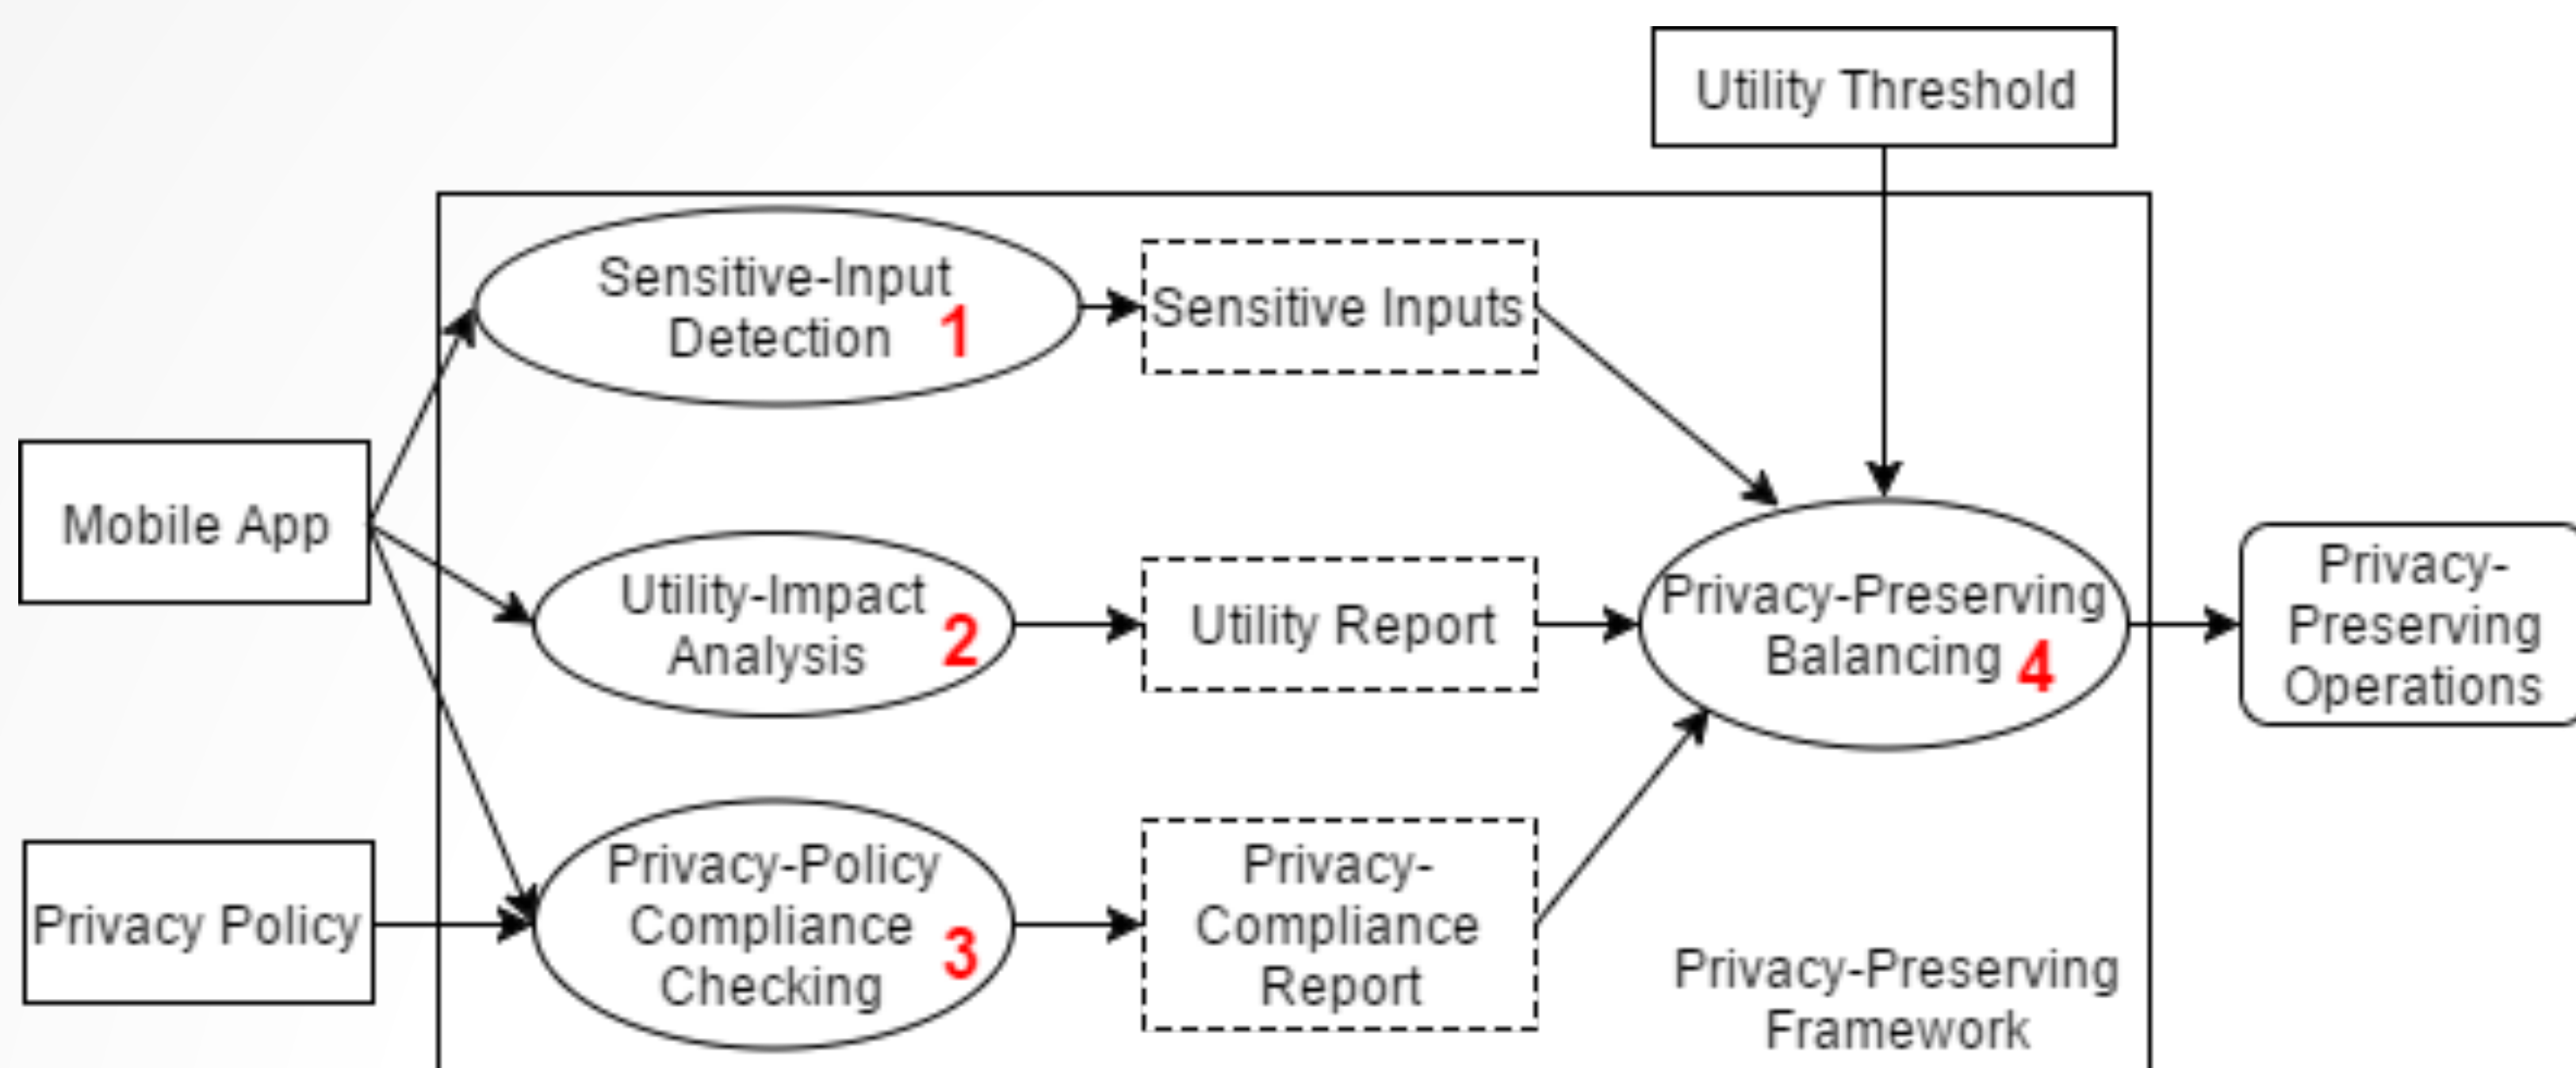 Utility Threshold
Sensitive-Input
Detection 1
Sensitive Inputs
Mobile App
Utility-Impact
Analysis 2
Utility Report
Privacy-Preserving
Balancing 4
Privacy-
Preserving
Operations
Privacy Policy
Privacy-Policy
Compliance
Checking 3
Privacy-
Compliance
Report
Privacy-Preserving
Framework